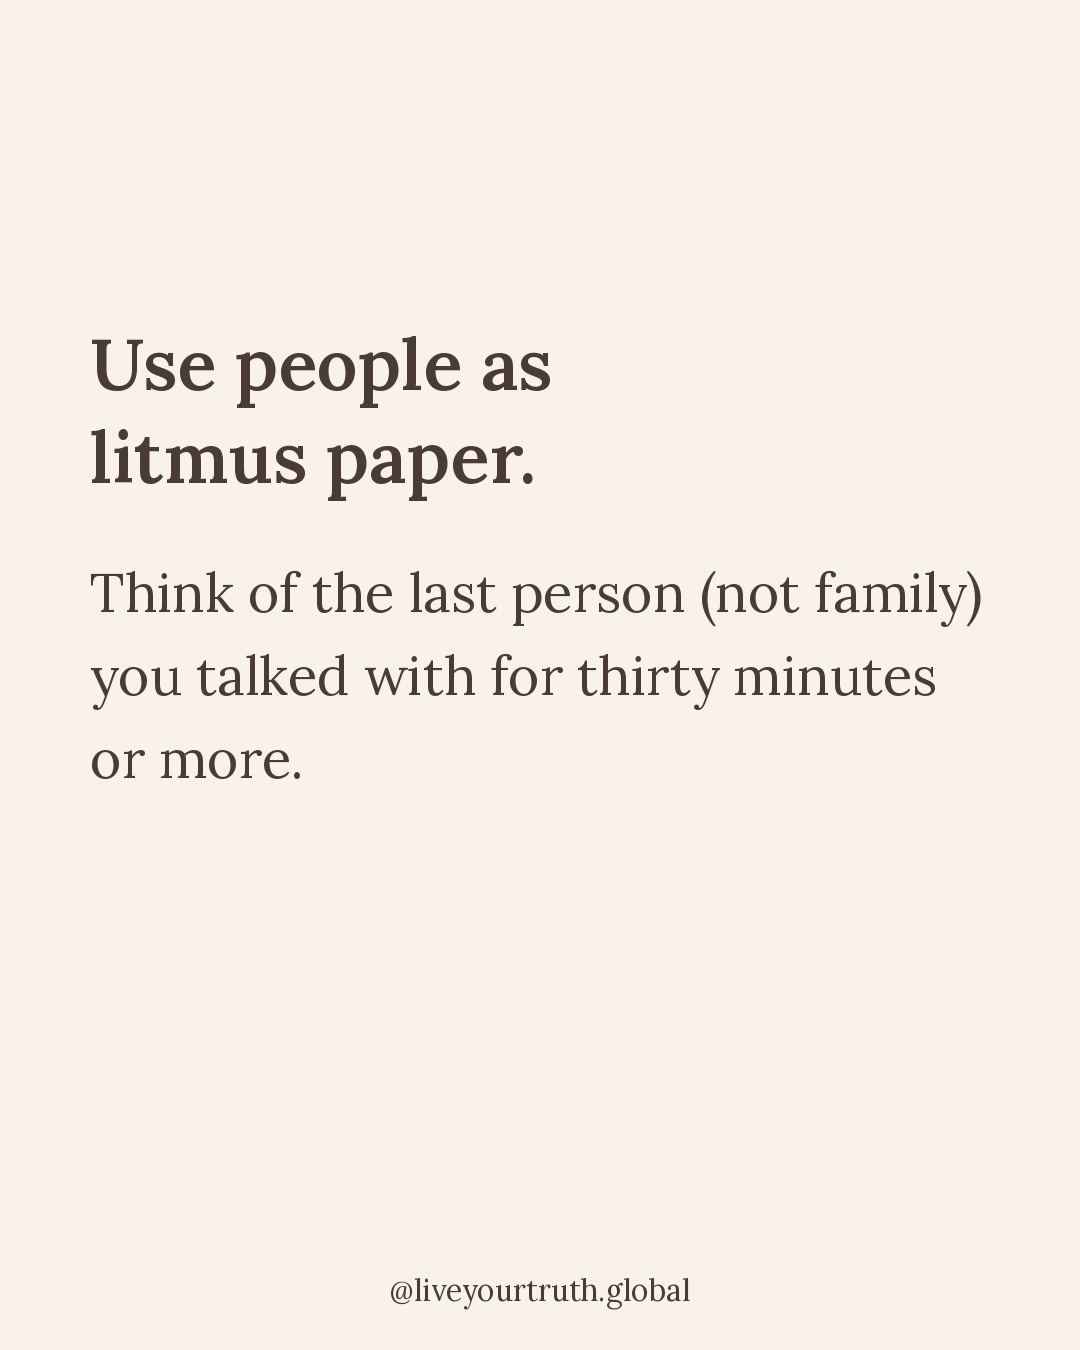 Use people as
litmus paper.
Think of the last person (not family)
you talked with for thirty minutes
or more.
@liveyourtruth.global